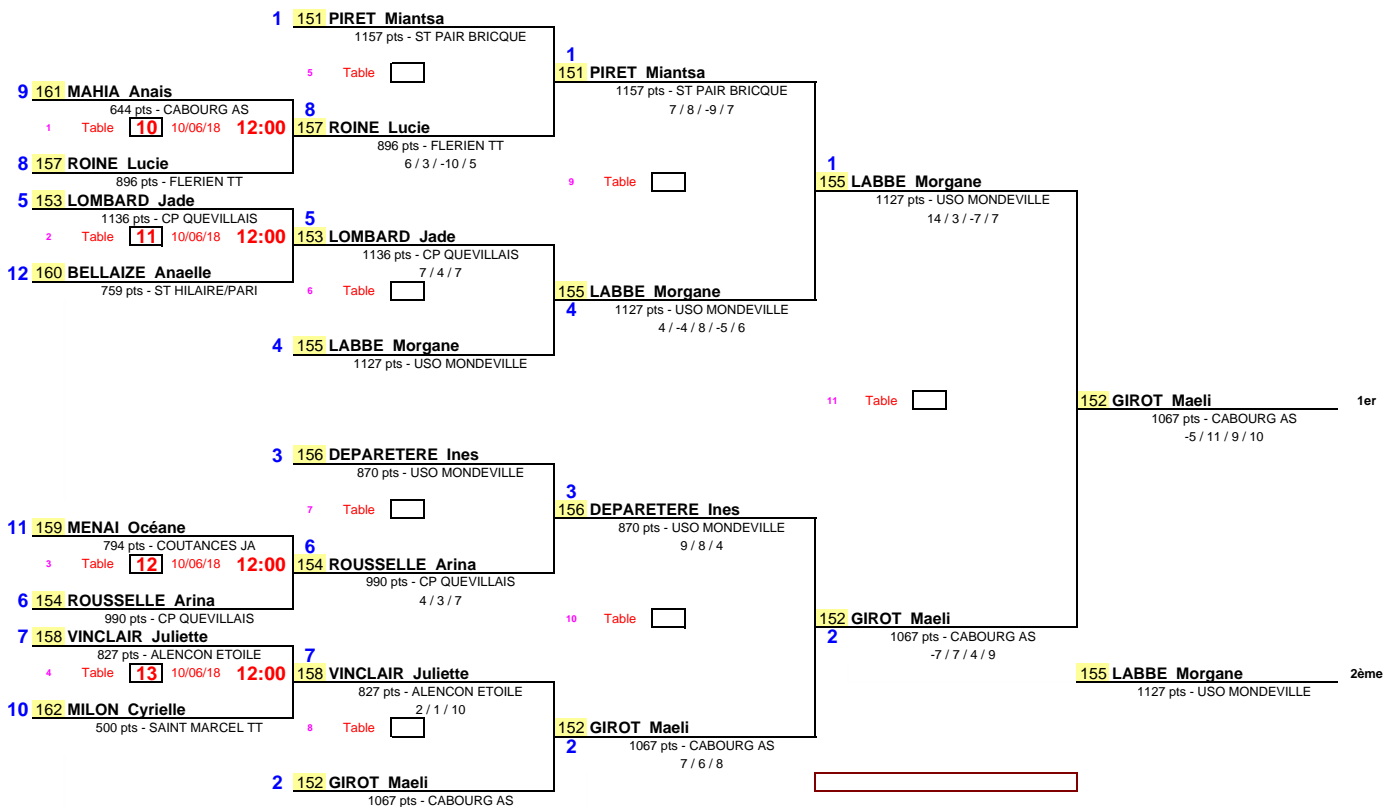 1 151 PIRET Miantsa
1157 pts - ST PAIR BRICQUE
5 Table
1
151 PIRET Miantsa
1157 pts - ST PAIR BRICQUE
7 / 8 / -9 / 7
9 161 MAHIA Anais
644 pts - CABOURG AS
1 Table 10 10/06/18 12:00
8
157 ROINE Lucie
896 pts - FLERIEN TT
6 / 3 / -10 / 5
8 157 ROINE Lucie
896 pts - FLERIEN TT
9 Table
1
155 LABBE Morgane
1127 pts - USO MONDEVILLE
14 / 3 / -7 / 7
5 153 LOMBARD Jade
1136 pts - CP QUEVILLAIS
2 Table 11 10/06/18 12:00
5
153 LOMBARD Jade
1136 pts - CP QUEVILLAIS
7 / 4 / 7
12 160 BELLAIZE Anaelle
759 pts - ST HILAIRE/PARI
6 Table
155 LABBE Morgane
4
1127 pts - USO MONDEVILLE
4 / -4 / 8 / -5 / 6
4 155 LABBE Morgane
1127 pts - USO MONDEVILLE
11 Table
152 GIROT Maeli 1er
1067 pts - CABOURG AS
-5 / 11 / 9 / 10
3 156 DEPARETERE Ines
870 pts - USO MONDEVILLE
7 Table
3
156 DEPARETERE Ines
870 pts - USO MONDEVILLE
9 / 8 / 4
11 159 MENAI Océane
794 pts - COUTANCES JA
3 Table 12 10/06/18 12:00
6
154 ROUSSELLE Arina
990 pts - CP QUEVILLAIS
4 / 3 / 7
6 154 ROUSSELLE Arina
990 pts - CP QUEVILLAIS
10 Table
152 GIROT Maeli
2
1067 pts - CABOURG AS
-7 / 7 / 4 / 9
7 158 VINCLAIR Juliette
827 pts - ALENCON ETOILE
4 Table 13 10/06/18 12:00
7
158 VINCLAIR Juliette
827 pts - ALENCON ETOILE
2 / 1 / 10
155 LABBE Morgane 2ème
1127 pts - USO MONDEVILLE
10 162 MILON Cyrielle
500 pts - SAINT MARCEL TT
8 Table
152 GIROT Maeli
2
1067 pts - CABOURG AS
7 / 6 / 8
2 152 GIROT Maeli
1067 pts - CABOURG AS